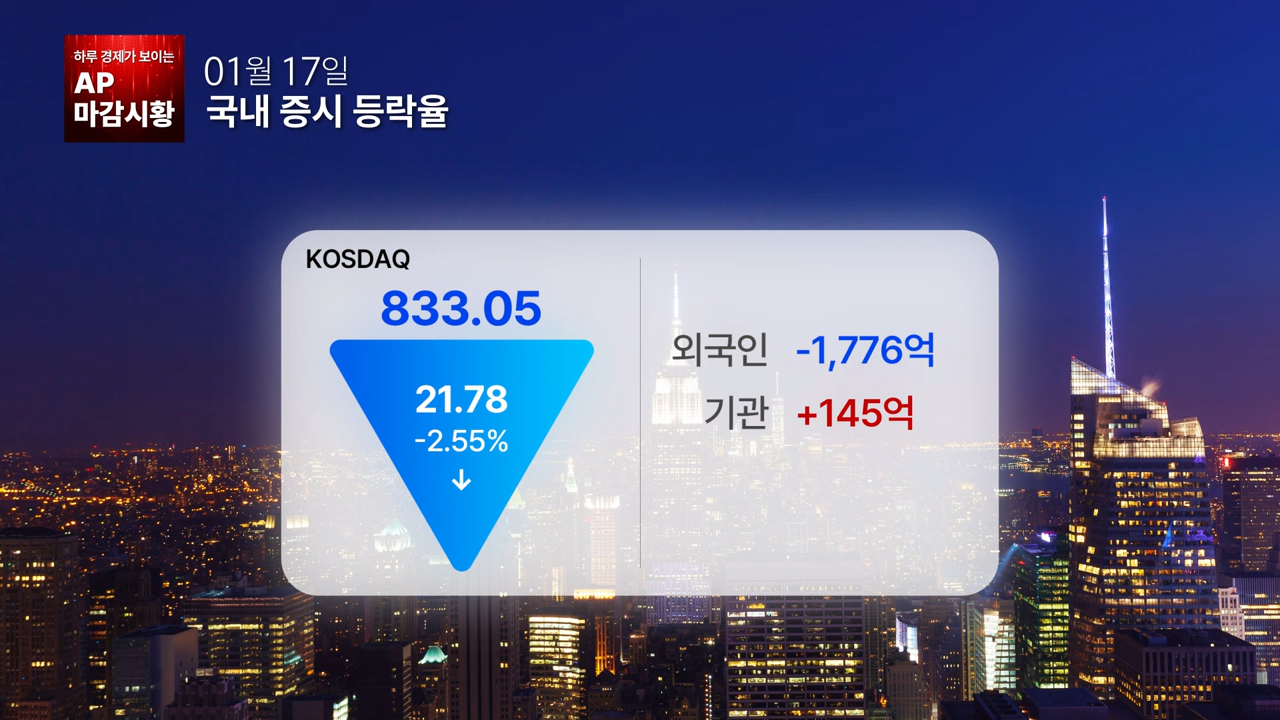 하루 경제가 보이는
AP
마감시황
01월 17일
국내 증시 등락율
KOSDAQ
833.05
21.78
-2.55%
↓
외국인 -1,776억
기관 +145억